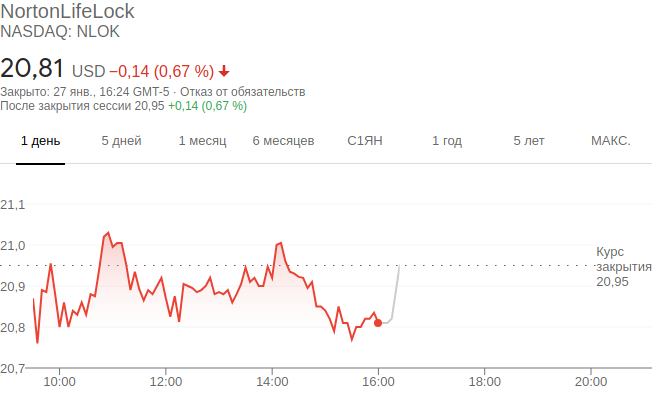 NortonLifeLock
NASDAQ: NLOK
20,81 USD −0,14 (0,67 %)
Закрыто: 27 янв., 16:24 GMT-5 · Отказ от обязательств
После закрытия сессии 20,95 +0,14 (0,67 %)
1 день 5 дней 1 месяц 6 месяцев С1ЯН 1 год 5 лет МАКС.
21,1
21,0
Курс
закрытия
20,95
20,9
20,8
20,7
10:00 12:00 14:00 16:00 18:00 20:00